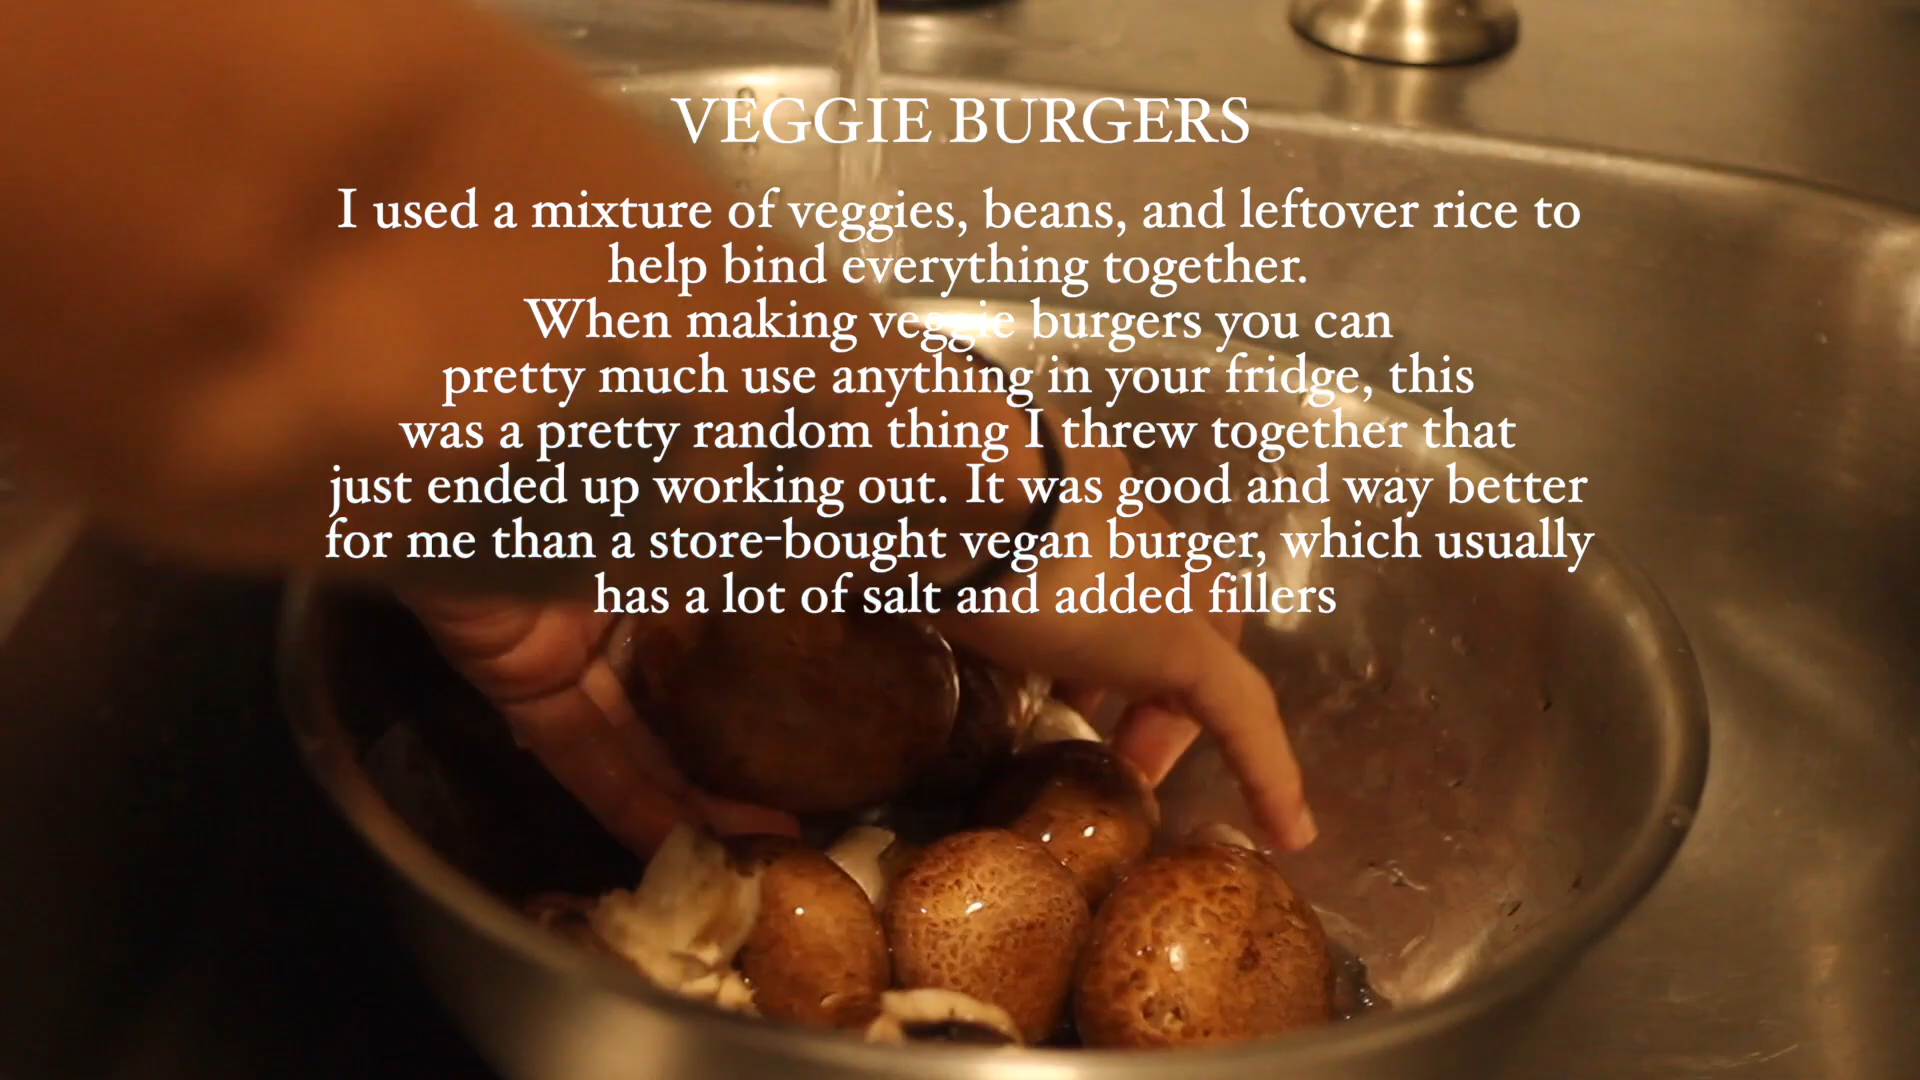 VEGGIE BURGERS
I used a mixture of veggies, beans, and leftover rice to
help bind everything together.
When making veggie burgers you can
pretty much use anything in your fridge, this
was a pretty random thing I threw together that
just ended up working out. It was good and way better
for me than a store-bought vegan burger, which usually
has a lot of salt and added fillers